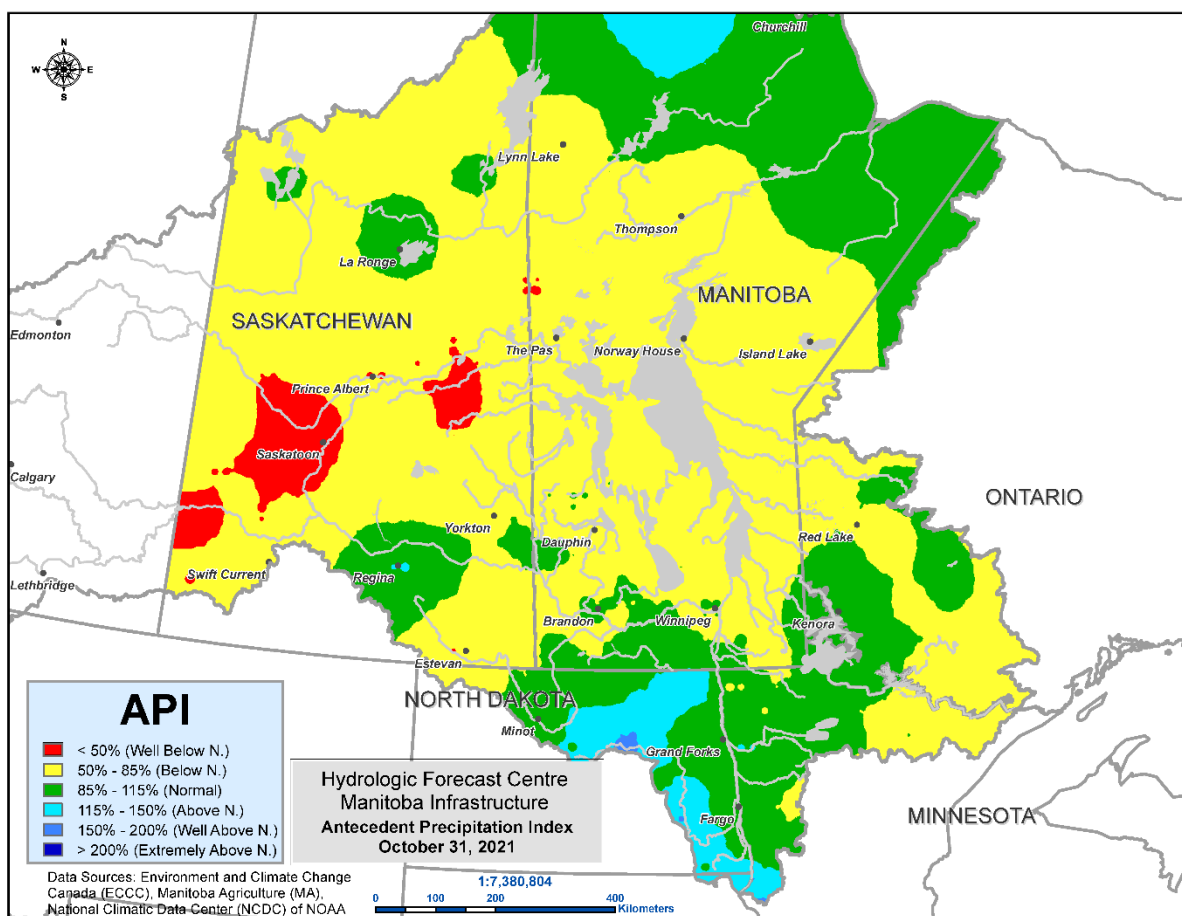 Churchill
N
W E
S
Lynn Lake
Thompson
La Ronge
MANITOBA
SASKATCHEWAN
Edmonton
The Pas
Norway House
Island Lake
Prince Albert
Saskatoon
Calgary
ONTARIO
Yorkton
Dauphin
Red Lake
Swift Current
Regina
Lethbridge
Brandon
Winnipeg
Kenora
Estevan
NORTH DAKOTA
Minot
Grand Forks
Fargo
MINNESOTA
API
< 50% (Well Below N.)
50% - 85% (Below N.)
85% - 115% (Normal)
115% - 150% (Above N.)
150% - 200% (Well Above N.)
> 200% (Extremely Above N.)
Hydrologic Forecast Centre
Manitoba Infrastructure
Antecedent Precipitation Index
October 31, 2021
Data Sources: Environment and Climate Change
Canada (ECCC), Manitoba Agriculture (MA),
National Climatic Data Center (NCDC) of NOAA
1:7,380,804
0 100 200 400
Kilometers